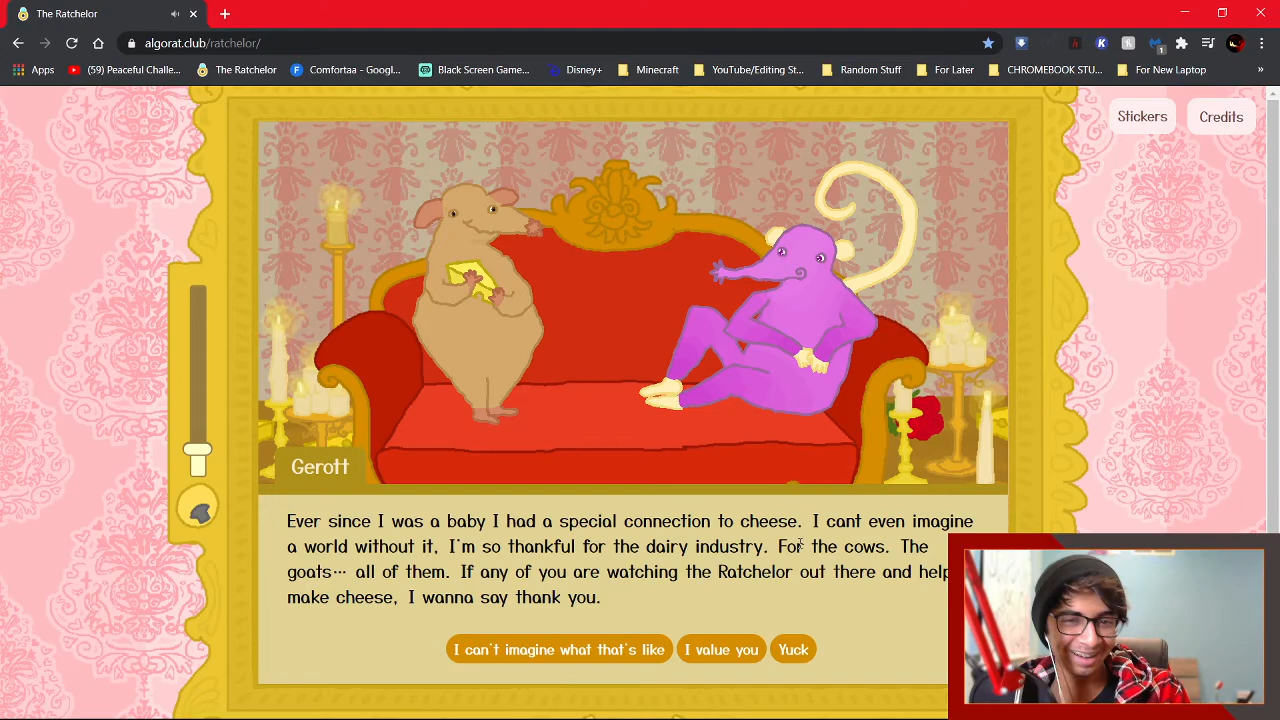 The Ratchelor
algorat.club/ratchelor/
Apps
(59) Peaceful Challe...
The Ratchelor
Comfortaa - Googl...
Black Screen Game...
Disney+
Minecraft
YouTube/Editing St...
Random Stuff
For Later
CHROMEBOOK STU...
For New Laptop
Stickers
Credits
Gerott
Ever since I was a baby I had a special connection to cheese. I cant even imagine
a world without it, I'm so thankful for the dairy industry. For the cows. The
goats... all of them. If any of you are watching the Ratchelor out there and help
make cheese, I wanna say thank you.
I can't imagine what that's like
I value you
Yuck